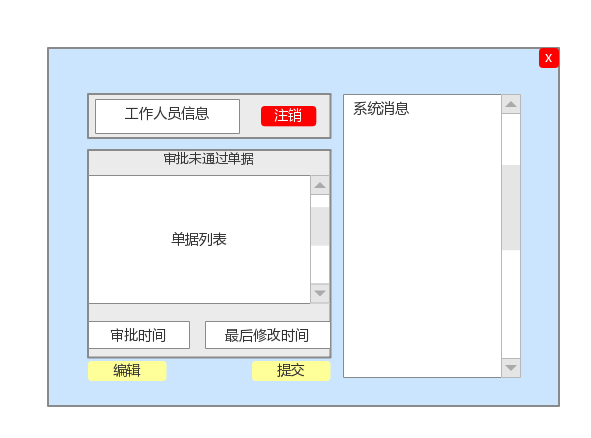 x
工作人员信息
注销
系统消息
审批未通过单据
单据列表
审批时间
最后修改时间
编辑
提交